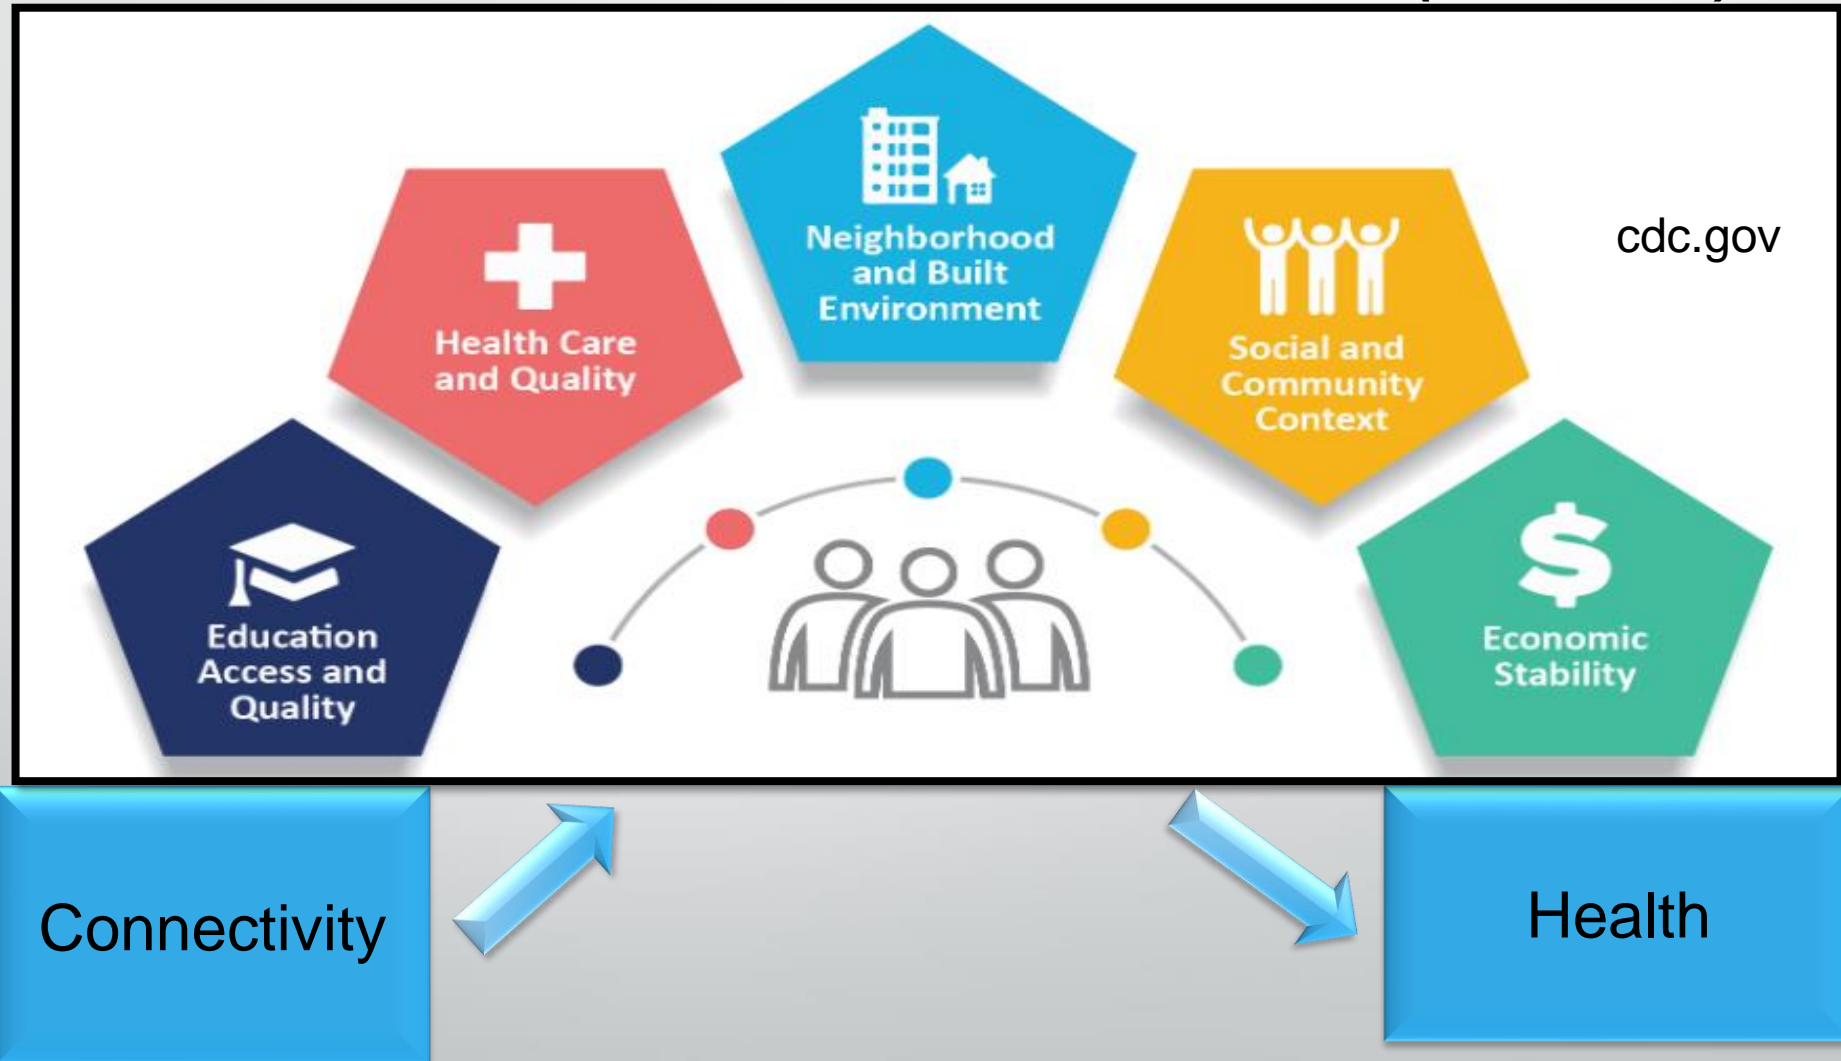 Neighborhood
and Built
Environment
cdc.gov
Health Care
and Quality
Social and
Community
Context
Education
Access and
Quality
$
Economic
Stability
Connectivity
Health